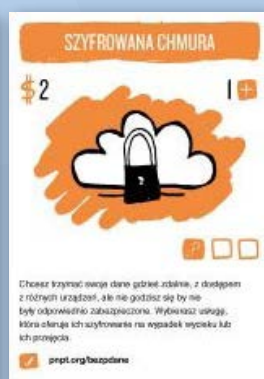 SZYFROWANA CHMURA
$2
1+
?
Chcesz trzymać swoje dane gdzieś zdalnie, z dostępem
z różnych urządzeń, ale nie godzisz się by nie
były odpowiednio zabezpieczone. Wybierasz usługę,
która oferuje ich szyfrowanie na wypadek wycieku lub
ich przejęcia.
pnpt.org/bezpdane